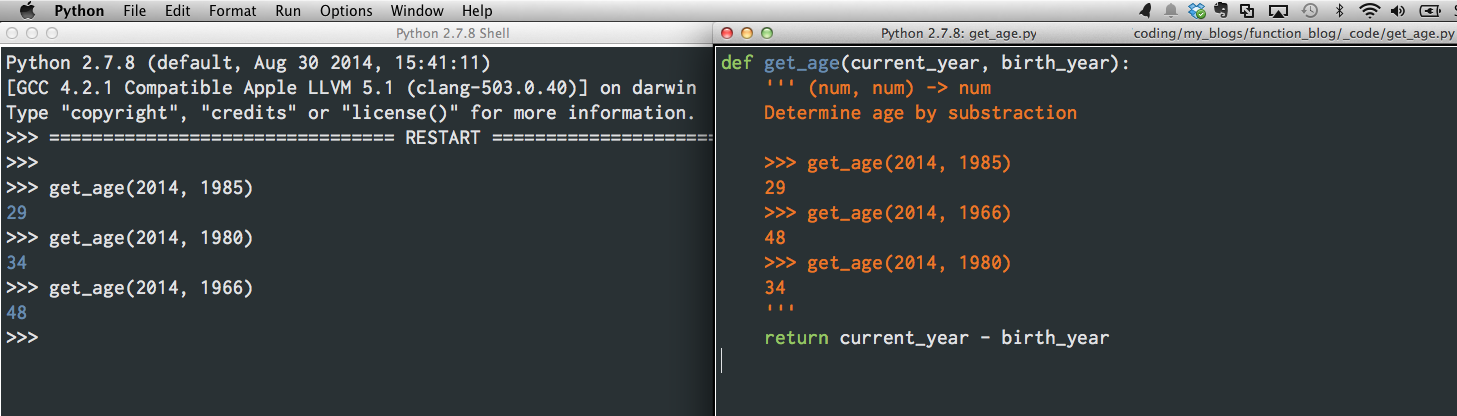 Python File Edit Format Run Options Window Help
Python 2.7.8 Shell
Python 2.7.8 (default, Aug 30 2014, 15:41:11)
[GCC 4.2.1 Compatible Apple LLVM 5.1 (clang-503.0.40)] on darwin
Type "copyright", "credits" or "license()" for more information.
>>> ================================ RESTART =====================
>>>
>>> get_age(2014, 1985)
29
>>> get_age(2014, 1980)
34
>>> get_age(2014, 1966)
48
>>>
Python 2.7.8: get_age.py coding/my_blogs/function_blog/_code/get_age.py
def get_age(current_year, birth_year):
    ''' (num, num) -> num
    Determine age by substraction

    >>> get_age(2014, 1985)
    29
    >>> get_age(2014, 1966)
    48
    >>> get_age(2014, 1980)
    34
    '''
    return current_year - birth_year